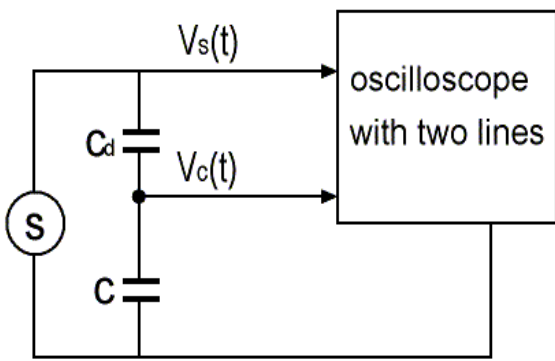 Vs(t)
oscilloscope
with two lines
Cd
Vc(t)
S
C